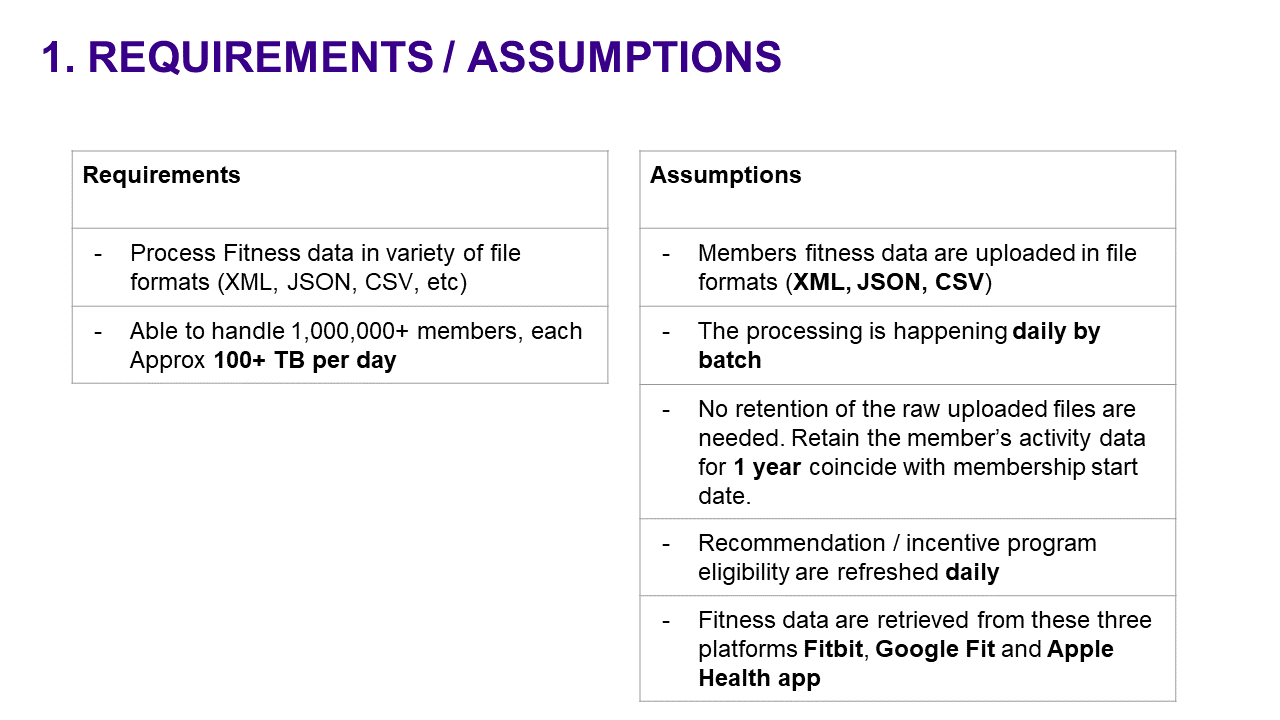 1. REQUIREMENTS / ASSUMPTIONS
Requirements
- Process Fitness data in variety of file
formats (XML, JSON, CSV, etc)
- Able to handle 1,000,000+ members, each
Approx 100+ TB per day
Assumptions
- Members fitness data are uploaded in file
formats (XML, JSON, CSV)
- The processing is happening daily by
batch
- No retention of the raw uploaded files are
needed. Retain the member’s activity data
for 1 year coincide with membership start
date.
- Recommendation / incentive program
eligibility are refreshed daily
- Fitness data are retrieved from these three
platforms Fitbit, Google Fit and Apple
Health app